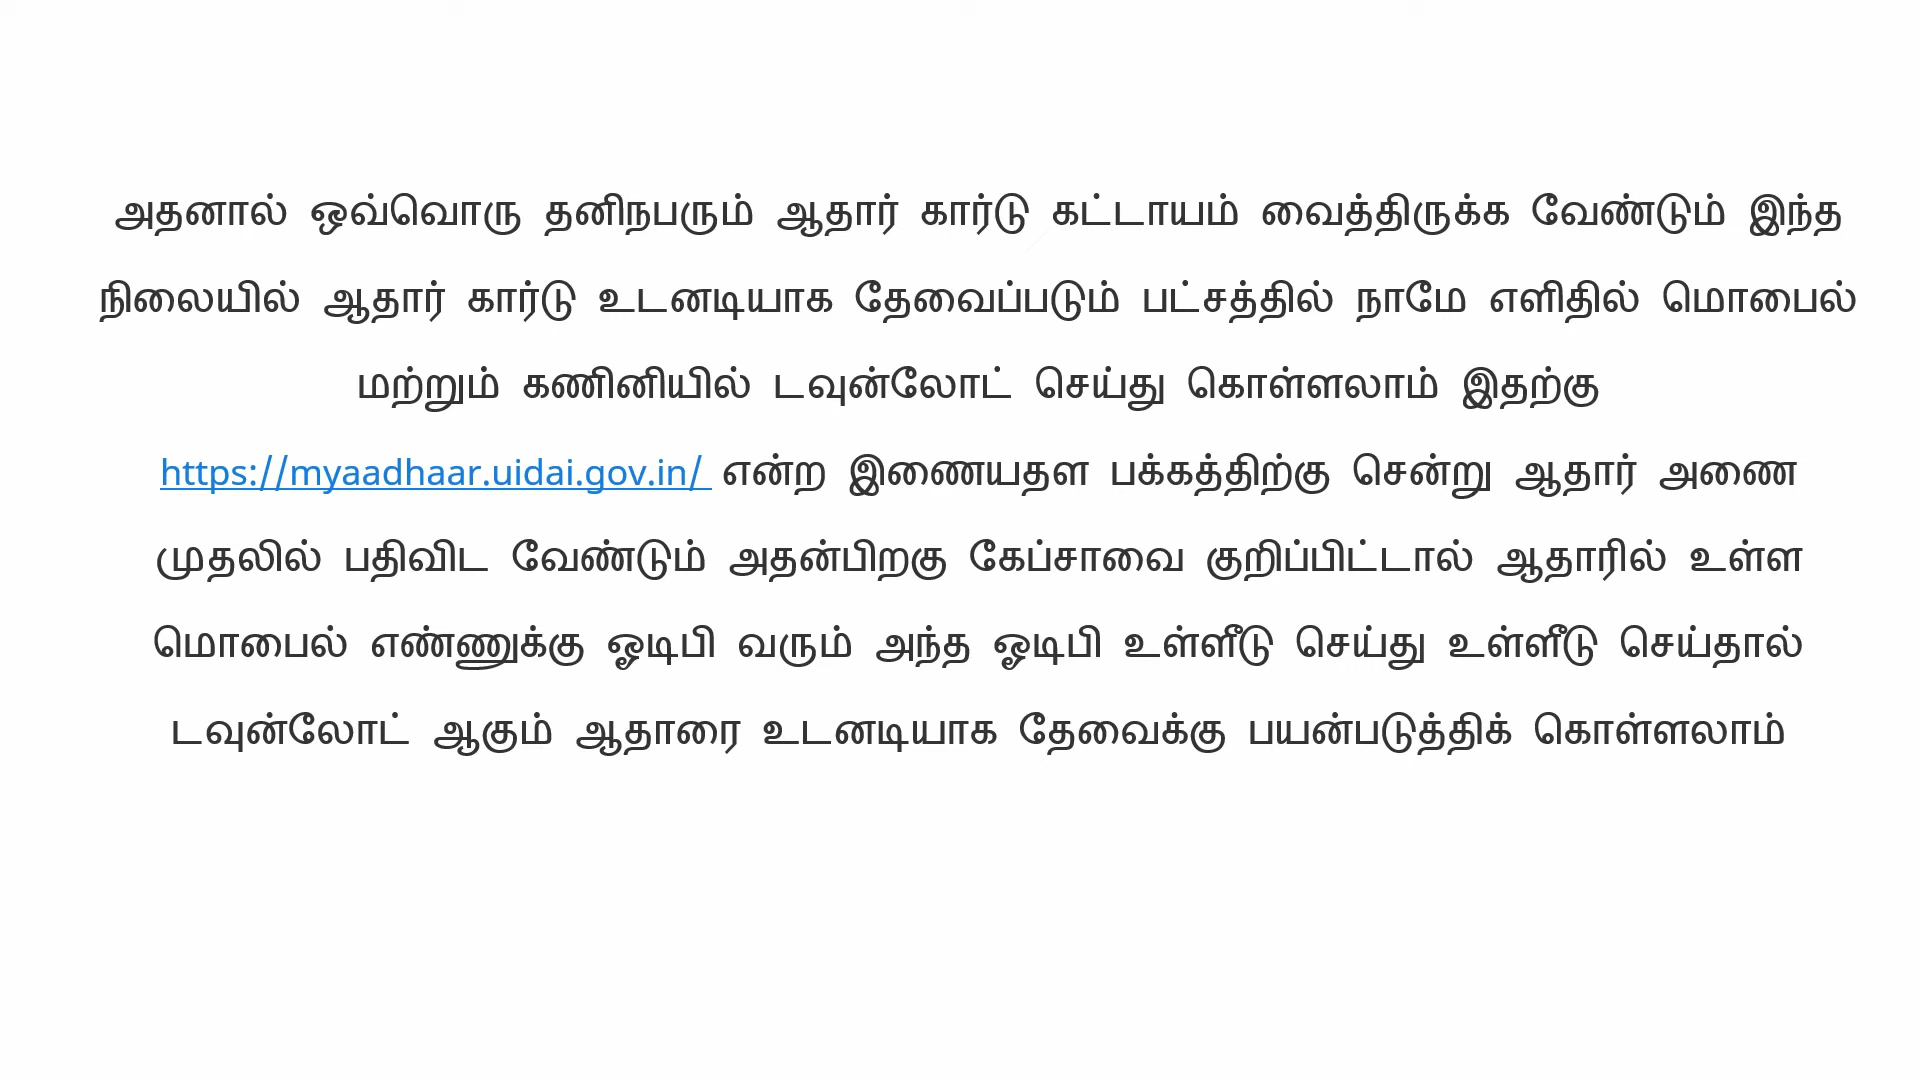 அதனால் ஒவ்வொரு தனிநபரும் ஆதார் கார்டு கட்டாயம் வைத்திருக்க வேண்டும் இந்த
நிலையில் ஆதார் கார்டு உடனடியாக தேவைப்படும் பட்சத்தில் நாமே எளிதில் மொபைல்
மற்றும் கணினியில் டவுன்லோட் செய்து கொள்ளலாம் இதற்கு
https://myaadhaar.uidai.gov.in/ என்ற இணையதள பக்கத்திற்கு சென்று ஆதார் அணை
முதலில் பதிவிட வேண்டும் அதன்பிறகு கேப்சாவை குறிப்பிட்டால் ஆதாரில் உள்ள
மொபைல் எண்ணுக்கு ஓடிபி வரும் அந்த ஓடிபி உள்ளீடு செய்து உள்ளீடு செய்தால்
டவுன்லோட் ஆகும் ஆதாரை உடனடியாக தேவைக்கு பயன்படுத்திக் கொள்ளலாம்